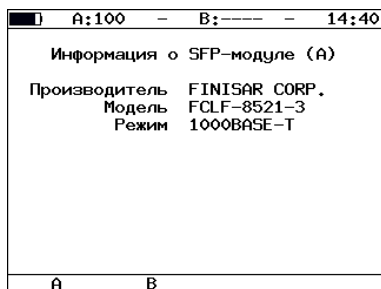 A:100 – B:---- – 14:40
Информация о SFP-модуле (A)
Производитель FINISAR CORP.
Модель FCLF-8521-3
Режим 1000BASE-T
A B